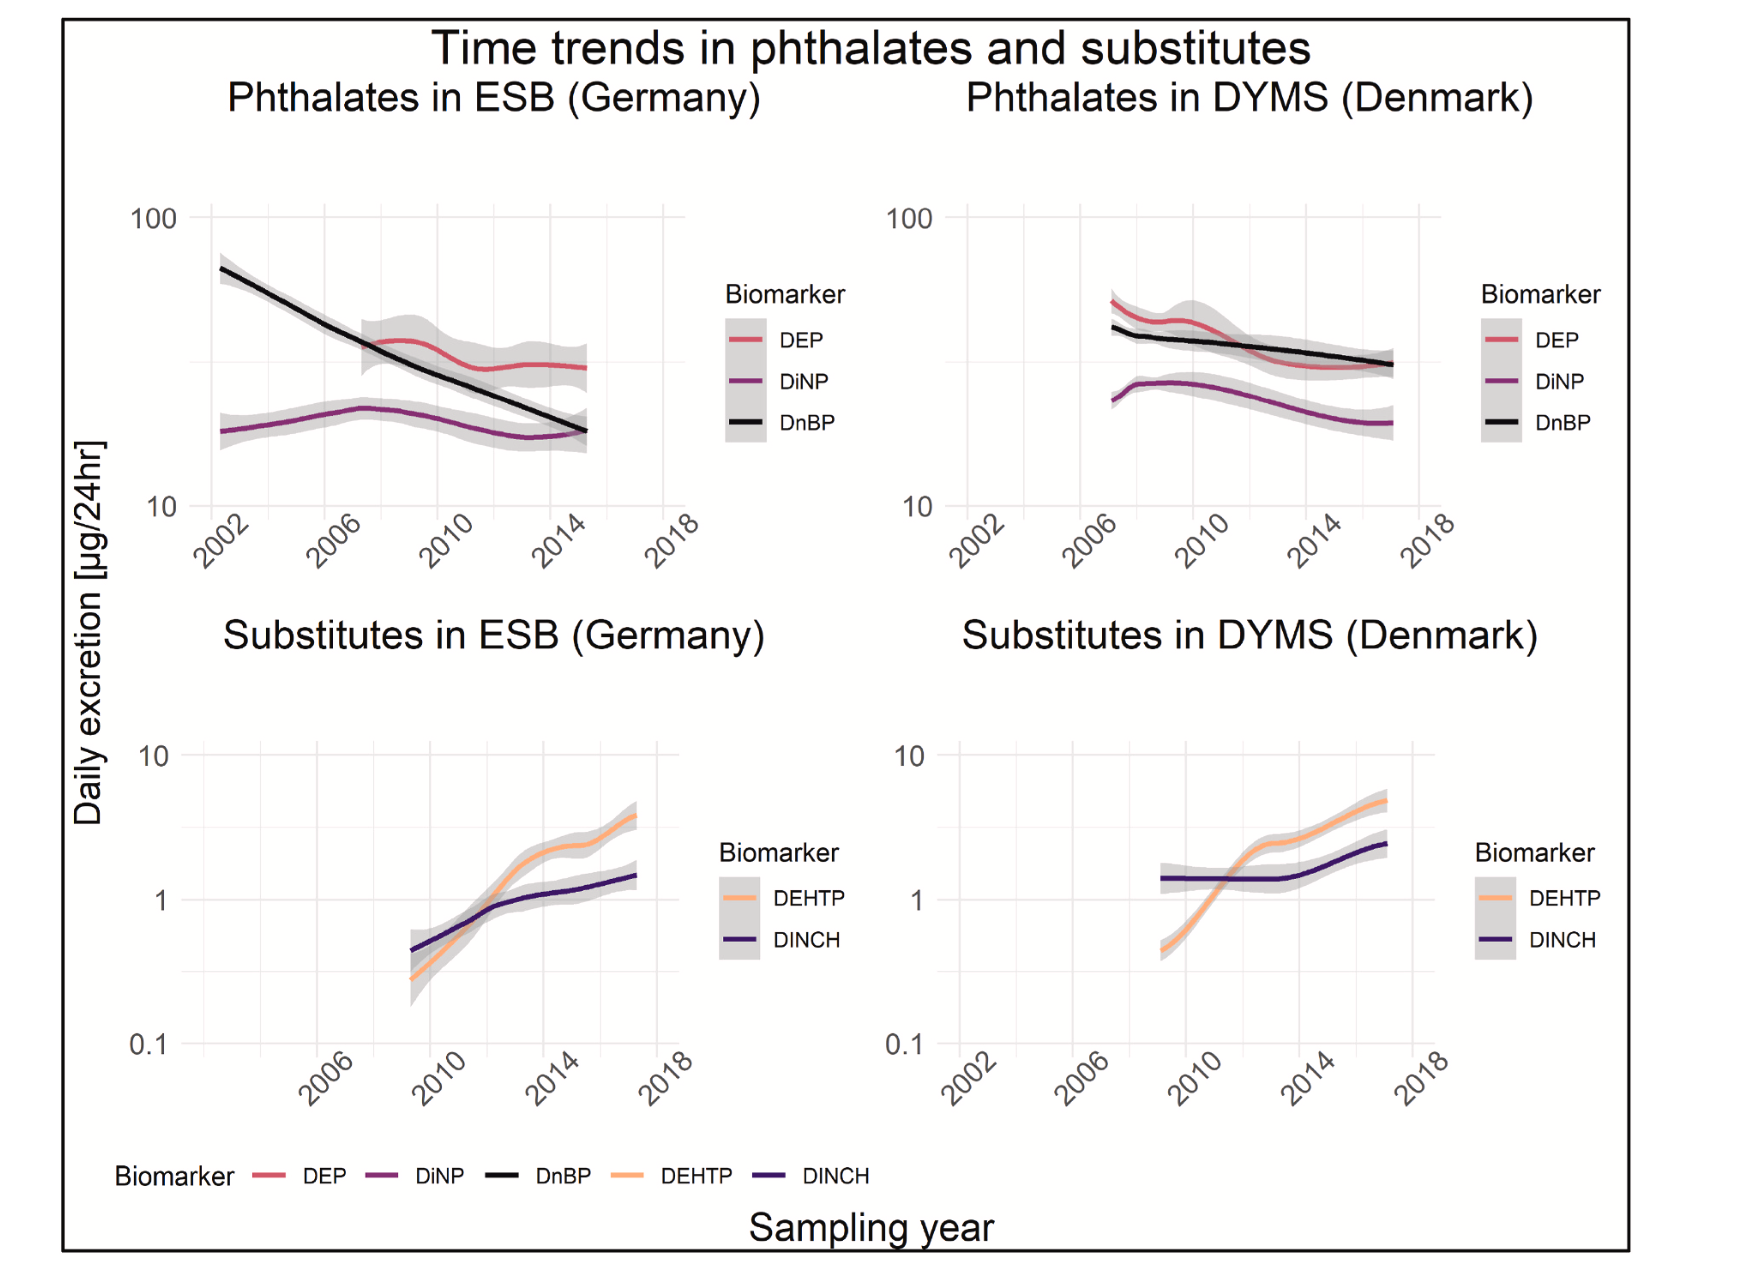 Time trends in phthalates and substitutes
Phthalates in ESB (Germany)
Phthalates in DYMS (Denmark)
Daily excretion [µg/24hr]
100
10
2002
2006
2010
2014
2018
Biomarker
DEP
DiNP
DnBP
100
10
2002
2006
2010
2014
2018
Biomarker
DEP
DiNP
DnBP
Substitutes in ESB (Germany)
Substitutes in DYMS (Denmark)
10
1
0.1
2006
2010
2014
2018
Biomarker
DEHTP
DINCH
10
1
0.1
2002
2006
2010
2014
2018
Biomarker
DEHTP
DINCH
Biomarker DEP DiNP DnBP DEHTP DINCH
Sampling year